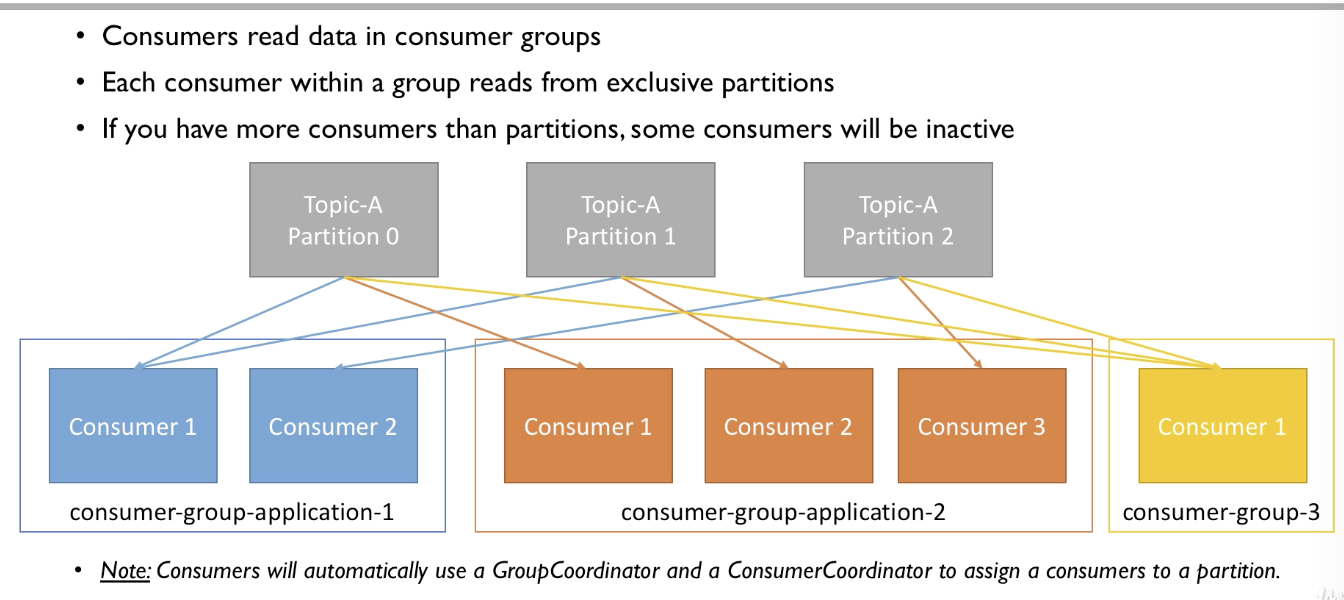 • Consumers read data in consumer groups
• Each consumer within a group reads from exclusive partitions
• If you have more consumers than partitions, some consumers will be inactive
Topic-A
Partition 0
Topic-A
Partition 1
Topic-A
Partition 2
Consumer 1
Consumer 2
consumer-group-application-1
Consumer 1
Consumer 2
Consumer 3
consumer-group-application-2
Consumer 1
consumer-group-3
• Note: Consumers will automatically use a GroupCoordinator and a ConsumerCoordinator to assign a consumers to a partition.